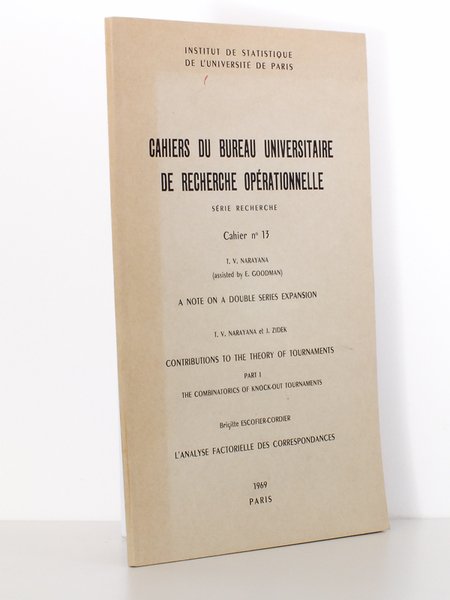 INSTITUT DE STATISTIQUE
DE L'UNIVERSITÉ DE PARIS
CAHIERS DU BUREAU UNIVERSITAIRE
DE RECHERCHE OPÉRATIONNELLE
SÉRIE RECHERCHE
Cahier nº 13
T. V. NARAYANA
(assisted by E. GOODMAN)
A NOTE ON A DOUBLE SERIES EXPANSION
T. V. NARAYANA et J. ZIDEK
CONTRIBUTIONS TO THE THEORY OF TOURNAMENTS
PART I
THE COMBINATORICS OF KNOCK-OUT TOURNAMENTS
Brigitte ESCOFIER-CORDIER
L'ANALYSE FACTORIELLE DES CORRESPONDANCES
1969
PARIS